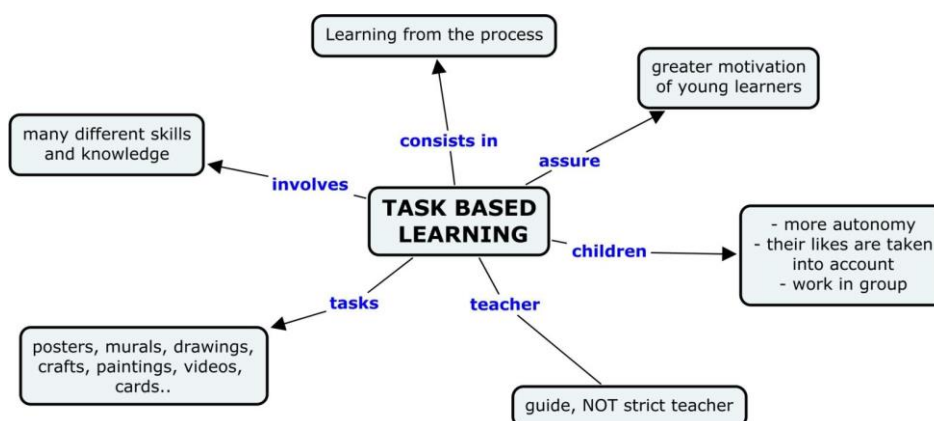 Learning from the process
greater motivation
of young learners
many different skills
and knowledge
consists in
assure
involves
TASK BASED
LEARNING
- more autonomy
- their likes are taken
into account
- work in group
children
tasks
teacher
posters, murals, drawings,
crafts, paintings, videos,
cards..
guide, NOT strict teacher